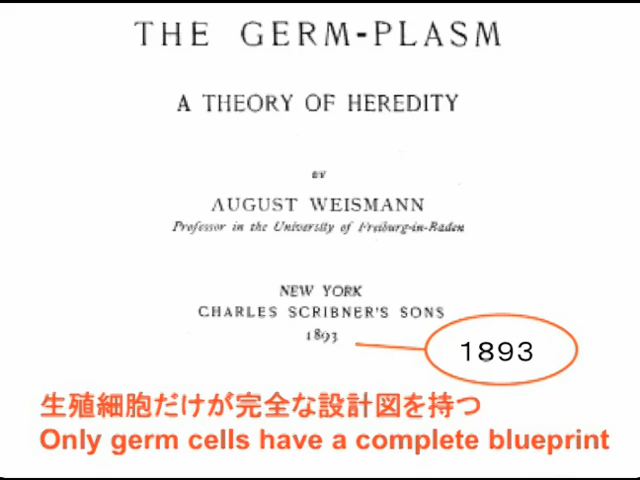 THE GERM-PLASM
A THEORY OF HEREDITY
BY
AUGUST WEISMANN
Professor in the University of Freiburg-in-Baden
NEW YORK
CHARLES SCRIBNER'S SONS
1893
1893
生殖細胞だけが完全な設計図を持つ
Only germ cells have a complete blueprint